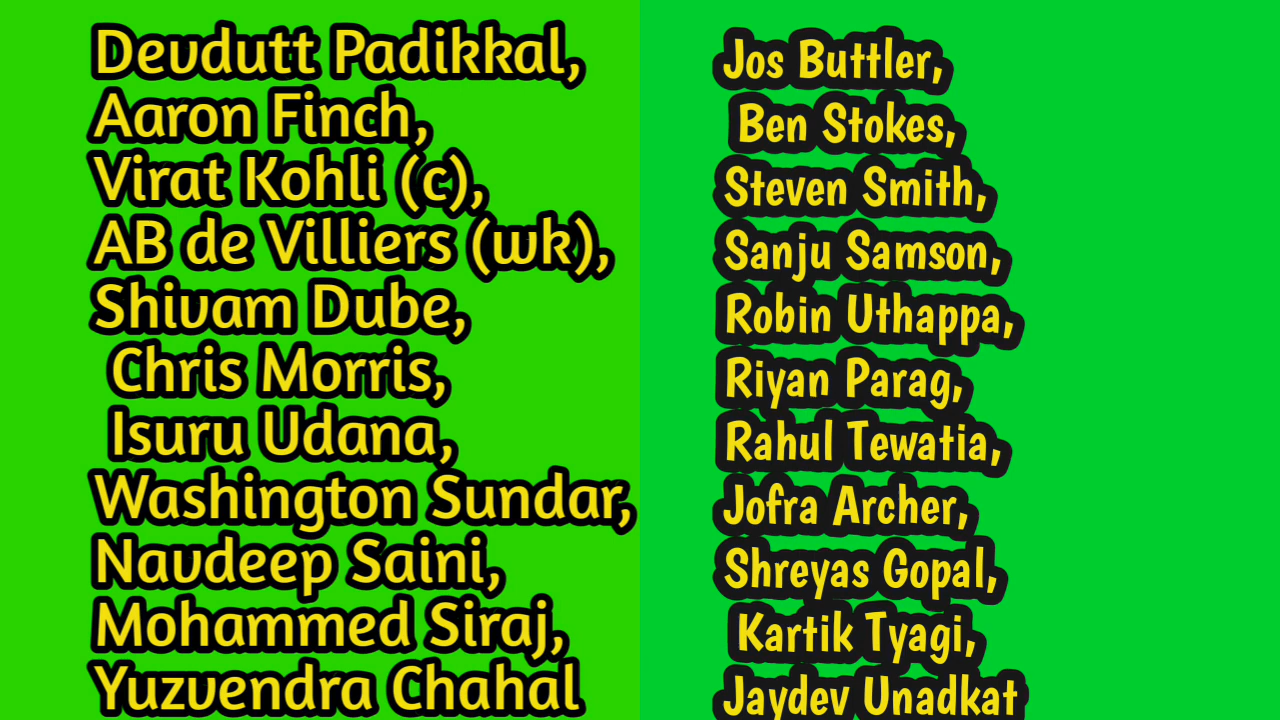 Devdutt Padikkal,
Aaron Finch,
Virat Kohli (c),
AB de Villiers (wk),
Shivam Dube,
Chris Morris,
Isuru Udana,
Washington Sundar,
Navdeep Saini,
Mohammed Siraj,
Yuzvendra Chahal
Jos Buttler,
Ben Stokes,
Steven Smith,
Sanju Samson,
Robin Uthappa,
Riyan Parag,
Rahul Tewatia,
Jofra Archer,
Shreyas Gopal,
Kartik Tyagi,
Jaydev Unadkat